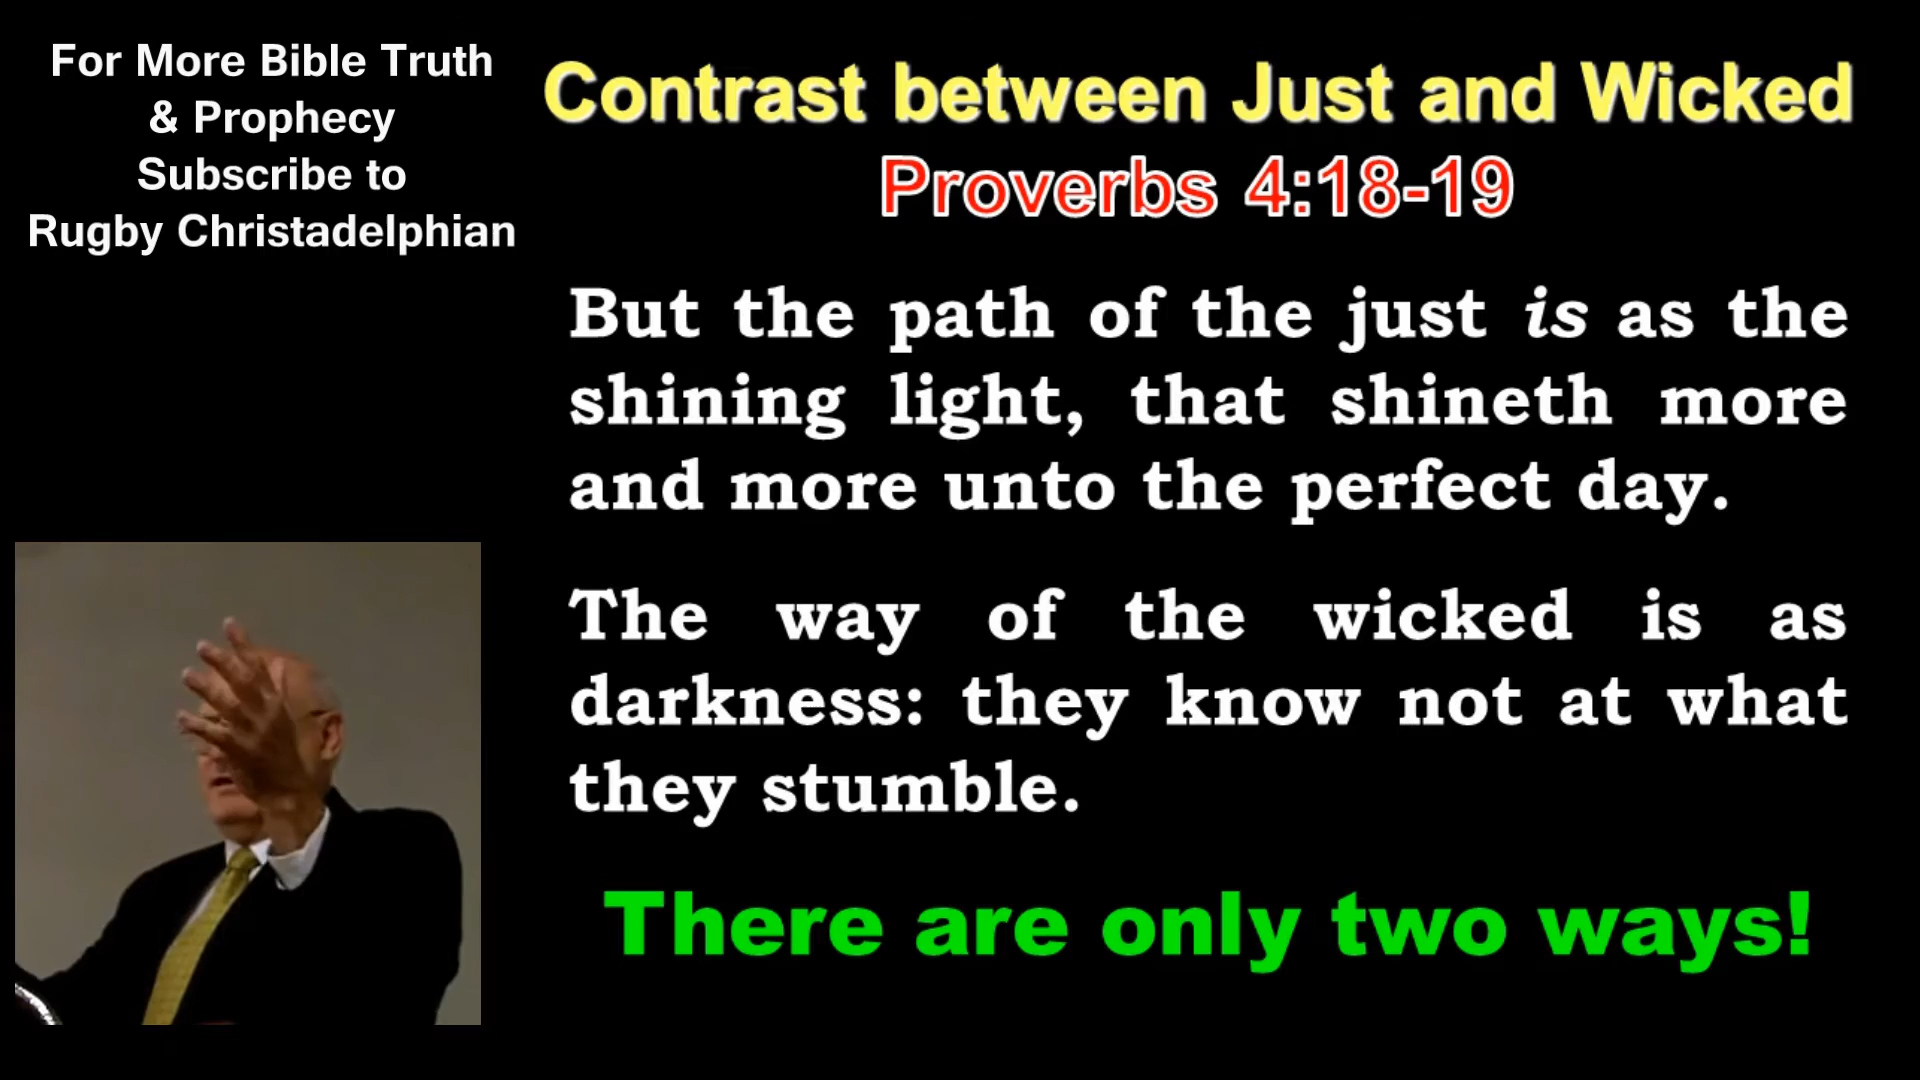 For More Bible Truth
& Prophecy
Subscribe to
Rugby Christadelphian
Contrast between Just and Wicked
Proverbs 4:18-19
But the path of the just is as the
shining light, that shineth more
and more unto the perfect day.
The way of the wicked is as
darkness: they know not at what
they stumble.
There are only two ways!